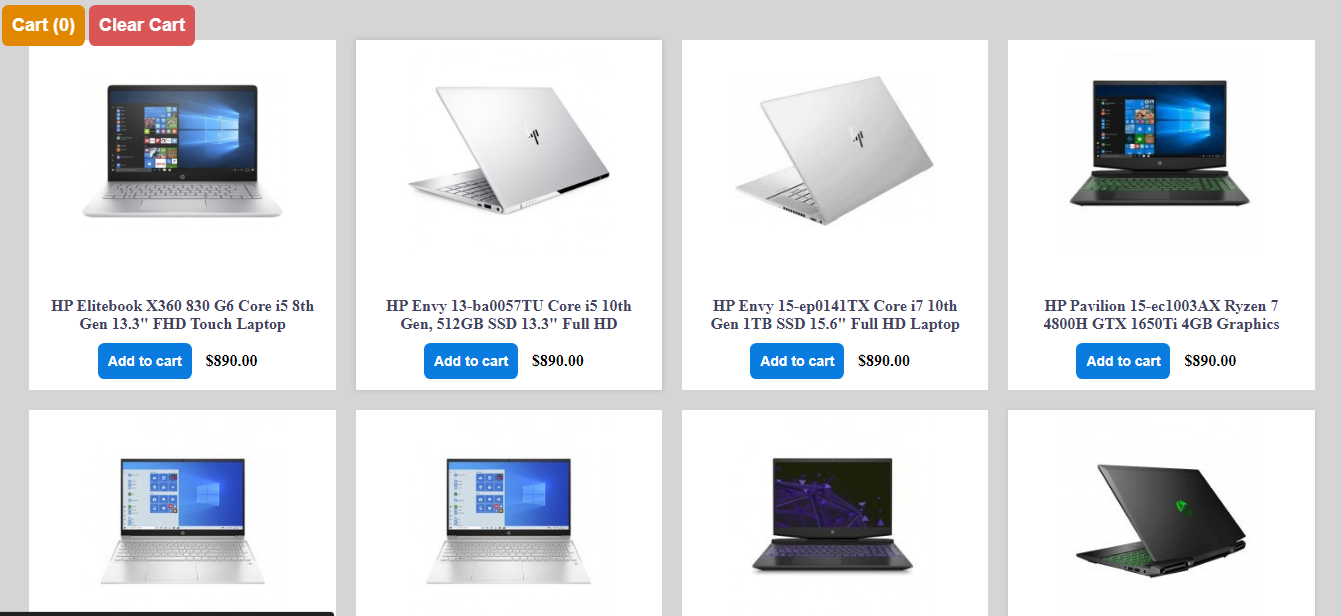 Cart (0) Clear Cart
HP Elitebook X360 830 G6 Core i5 8th
Gen 13.3" FHD Touch Laptop
Add to cart $890.00
HP Envy 13-ba0057TU Core i5 10th
Gen, 512GB SSD 13.3" Full HD
Add to cart $890.00
HP Envy 15-ep0141TX Core i7 10th
Gen 1TB SSD 15.6" Full HD Laptop
Add to cart $890.00
HP Pavilion 15-ec1003AX Ryzen 7
4800H GTX 1650Ti 4GB Graphics
Add to cart $890.00